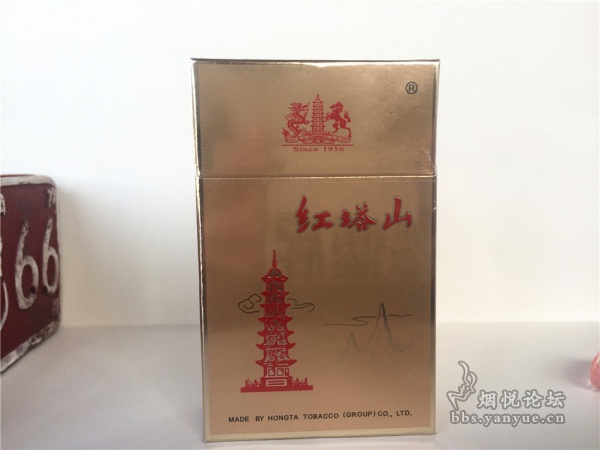 ®
Since 1956
红塔山
MADE BY HONGTA TOBACCO (GROUP) CO., LTD.
66
烟悦论坛
bbs.yanyue.cn